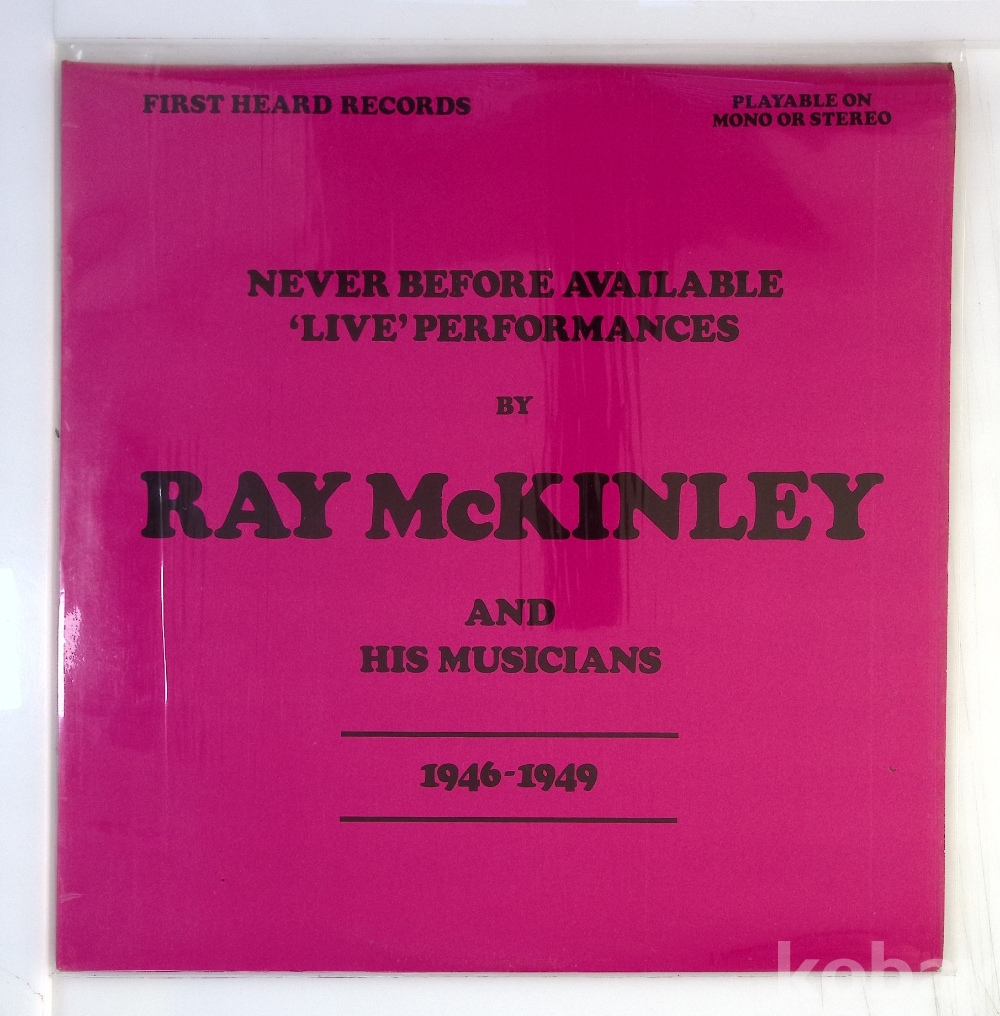 FIRST HEARD RECORDS
PLAYABLE ON
MONO OR STEREO
NEVER BEFORE AVAILABLE
‘LIVE’ PERFORMANCES
BY
RAY McKINLEY
AND
HIS MUSICIANS
1946-1949
koba